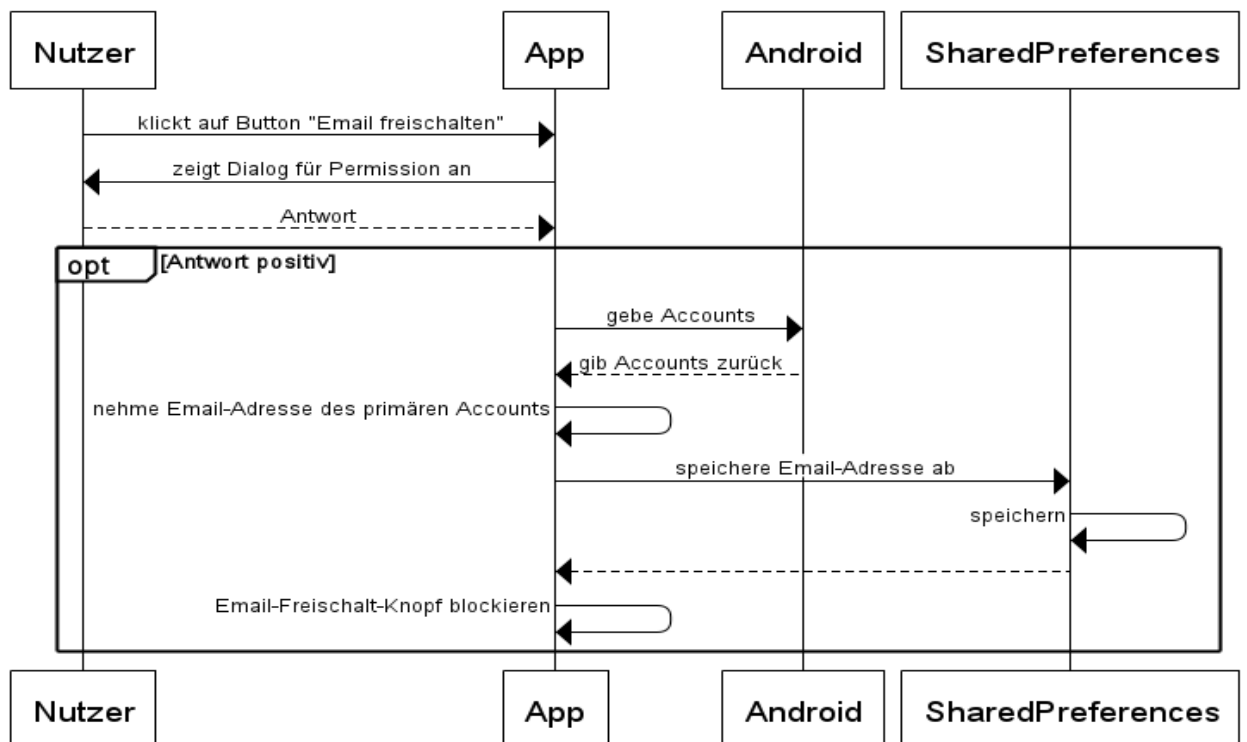 Nutzer
App
Android
SharedPreferences
klickt auf Button "Email freischalten"
zeigt Dialog für Permission an
Antwort
opt
[Antwort positiv]
gebe Accounts
gib Accounts zurück
nehme Email-Adresse des primären Accounts
speichere Email-Adresse ab
speichern
Email-Freischalt-Knopf blockieren
Nutzer
App
Android
SharedPreferences